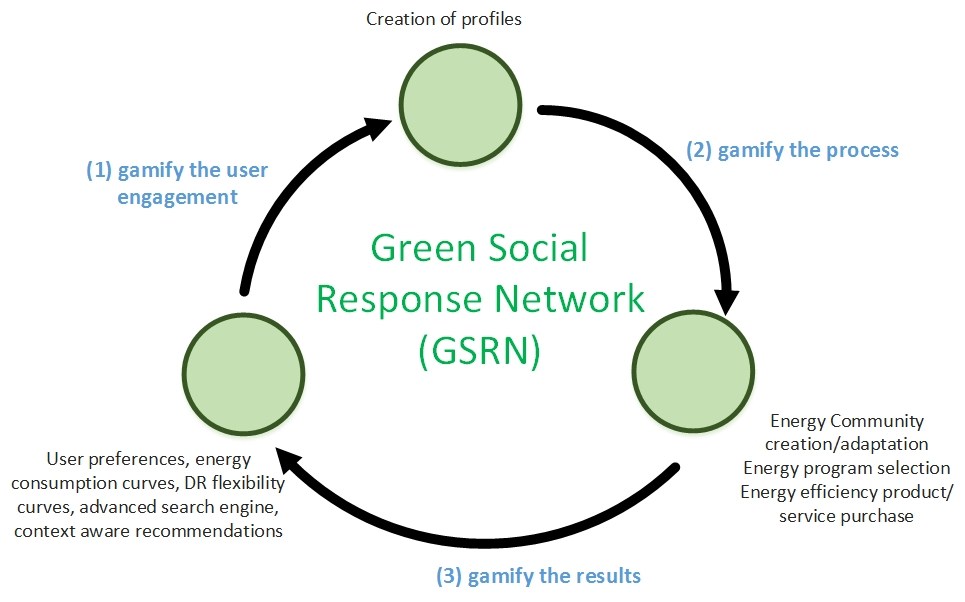 Creation of profiles
(1) gamify the user
engagement
(2) gamify the process
Green Social
Response Network
(GSRN)
Energy Community
creation/adaptation
Energy program selection
Energy efficiency product/
service purchase
User preferences, energy
consumption curves, DR flexibility
curves, advanced search engine,
context aware recommendations
(3) gamify the results